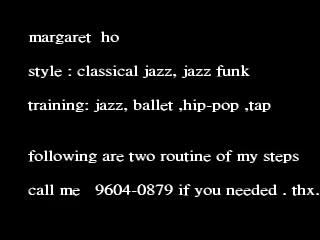 margaret ho
style : classical jazz, jazz funk
training: jazz, ballet ,hip-pop ,tap
following are two routine of my steps
call me 9604-0879 if you needed . thx.